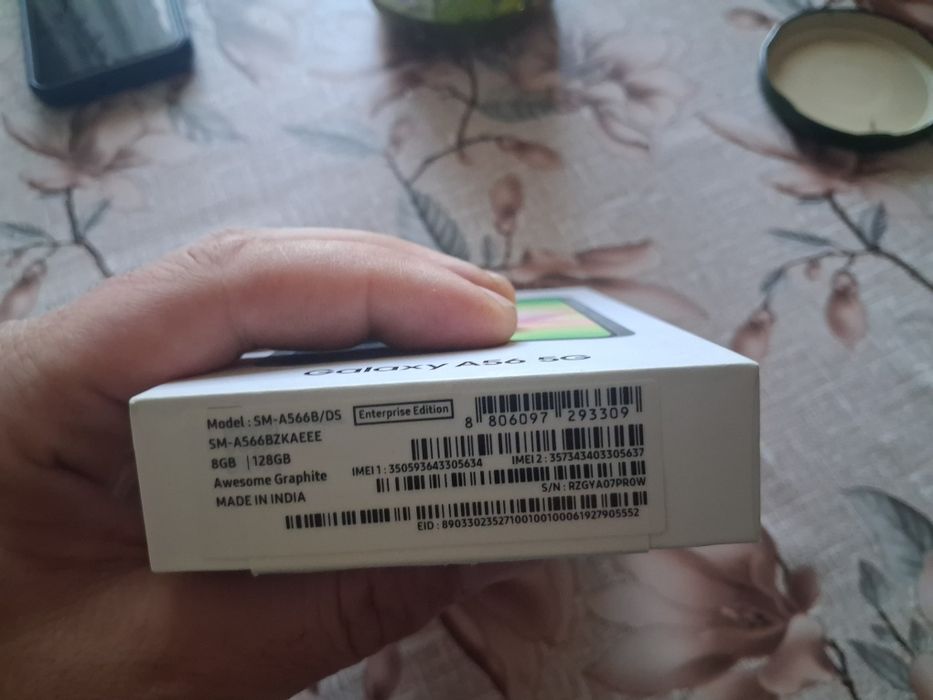 Galaxy A56 5G
Model : SM-A566B/DS
Enterprise Edition
SM-A566BZKAEEE
8GB | 128GB
Awesome Graphite
MADE IN INDIA
8 806097 293309
IMEI 1 : 350593643305634
IMEI 2 : 357343403305637
S/N : RZGYA07PR0W
EID : 89033023527100100100061927905552